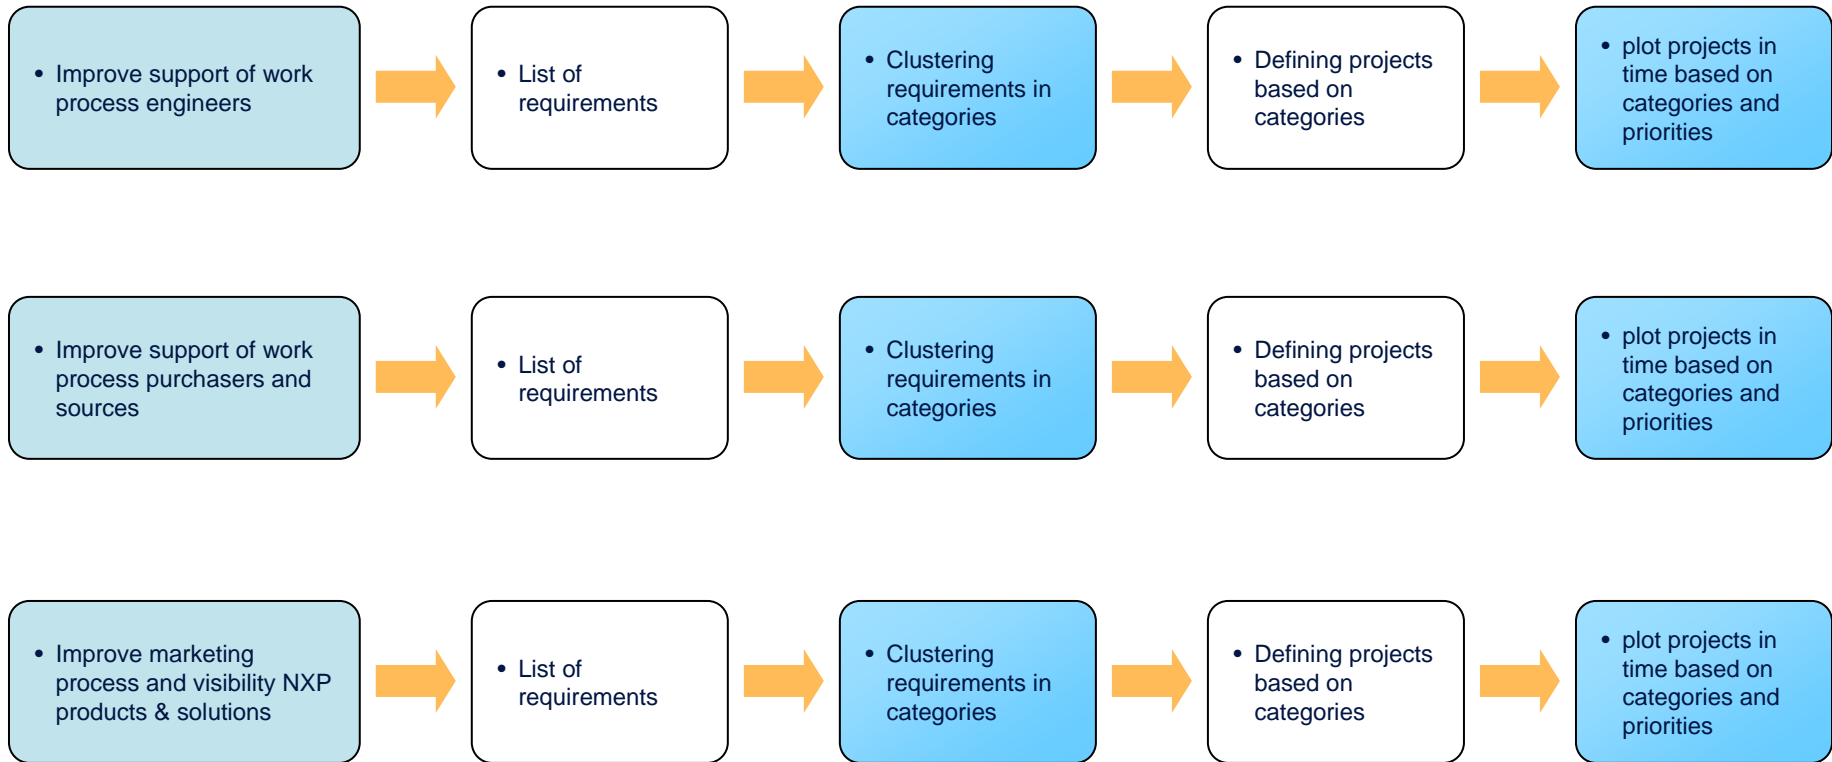 • Improve support of work
process engineers
• List of
requirements
• Clustering
requirements in
categories
• Defining projects
based on
categories
• plot projects in
time based on
categories and
priorities
• Improve support of work
process purchasers and
sources
• List of
requirements
• Clustering
requirements in
categories
• Defining projects
based on
categories
• plot projects in
time based on
categories and
priorities
• Improve marketing
process and visibility NXP
products & solutions
• List of
requirements
• Clustering
requirements in
categories
• Defining projects
based on
categories
• plot projects in
time based on
categories and
priorities